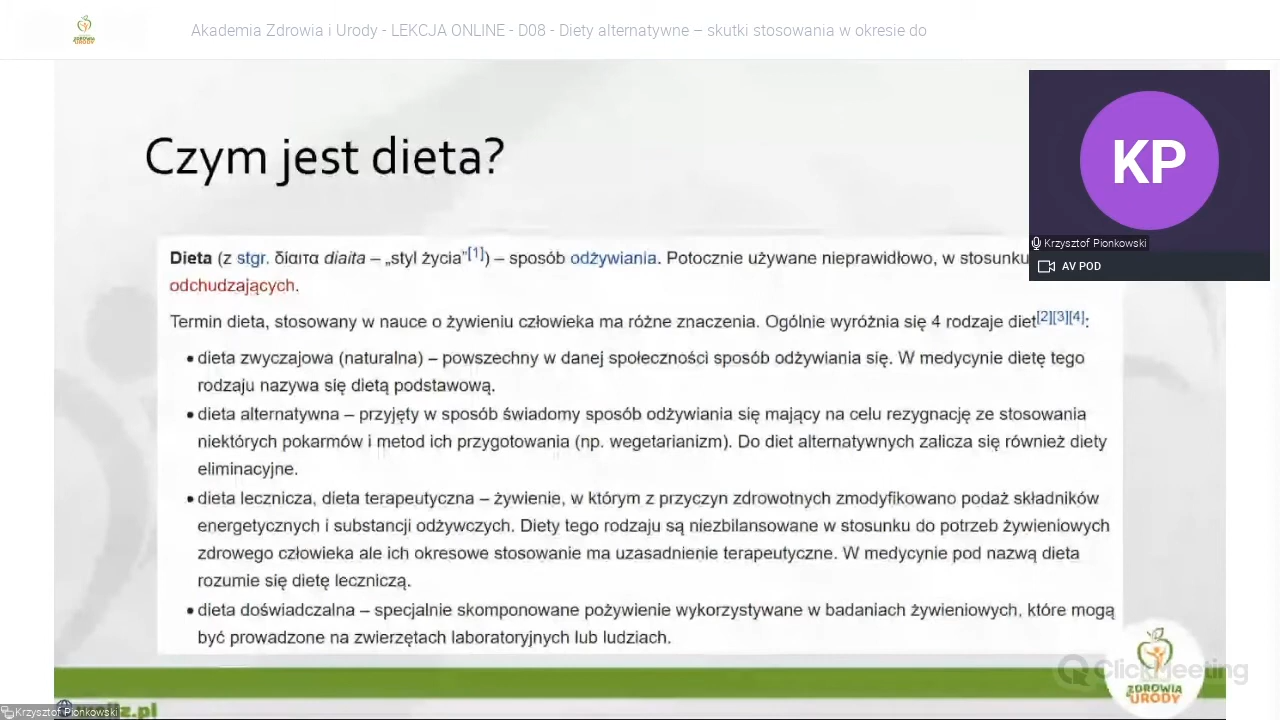 Akademia Zdrowia i Urody - LEKCJA ONLINE - D08 - Diety alternatywne – skutki stosowania w okresie do
ZDROWIA
URODY
KP
Krzysztof Pionkowski
AV POD
Czym jest dieta?
Dieta (z stgr. δίαιτα diaita – „styl życia”[1]) – sposób odżywiania. Potocznie używane nieprawidłowo, w stosunku
odchudzających.
Termin dieta, stosowany w nauce o żywieniu człowieka ma różne znaczenia. Ogólnie wyróżnia się 4 rodzaje diet[2][3][4]:
• dieta zwyczajowa (naturalna) – powszechny w danej społeczności sposób odżywiania się. W medycynie dietę tego
rodzaju nazywa się dietą podstawową.
• dieta alternatywna – przyjęty w sposób świadomy sposób odżywiania się mający na celu rezygnację ze stosowania
niektórych pokarmów i metod ich przygotowania (np. wegetarianizm). Do diet alternatywnych zalicza się również diety
eliminacyjne.
• dieta lecznicza, dieta terapeutyczna – żywienie, w którym z przyczyn zdrowotnych zmodyfikowano podaż składników
energetycznych i substancji odżywczych. Diety tego rodzaju są niezbilansowane w stosunku do potrzeb żywieniowych
zdrowego człowieka ale ich okresowe stosowanie ma uzasadnienie terapeutyczne. W medycynie pod nazwą dieta
rozumie się dietę leczniczą.
• dieta doświadczalna – specjalnie skomponowane pożywienie wykorzystywane w badaniach żywieniowych, które mogą
być prowadzone na zwierzętach laboratoryjnych lub ludziach.
ClickMeeting
ZDROWIA
URODY
Krzysztof Pionkowski